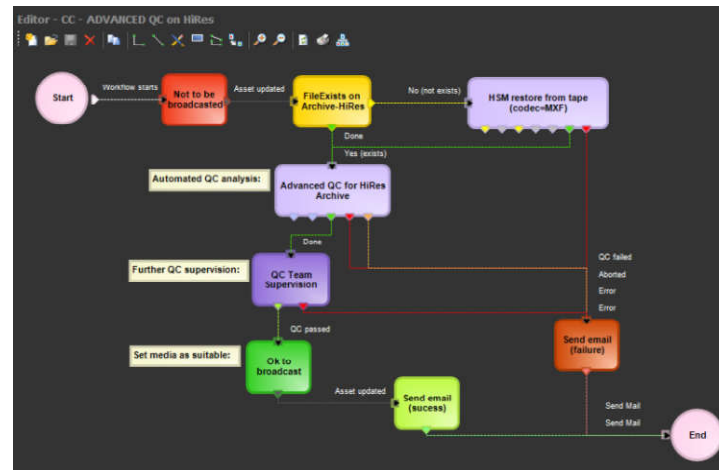 Editor - CC - ADVANCED QC on HiRes
Start
Workflow starts
Not to be
broadcasted
Asset updated
FileExists on
Archive-HiRes
No (not exists)
HSM restore from tape
(codec=MXF)
Done
Yes (exists)
Automated QC analysis:
Advanced QC for HiRes
Archive
Done
Further QC supervision:
QC Team
Supervision
QC failed
Aborted
Error
Error
QC passed
Set media as suitable:
Ok to
broadcast
Send email
(failure)
Asset updated
Send email
(sucess)
Send Mail
Send Mail
End